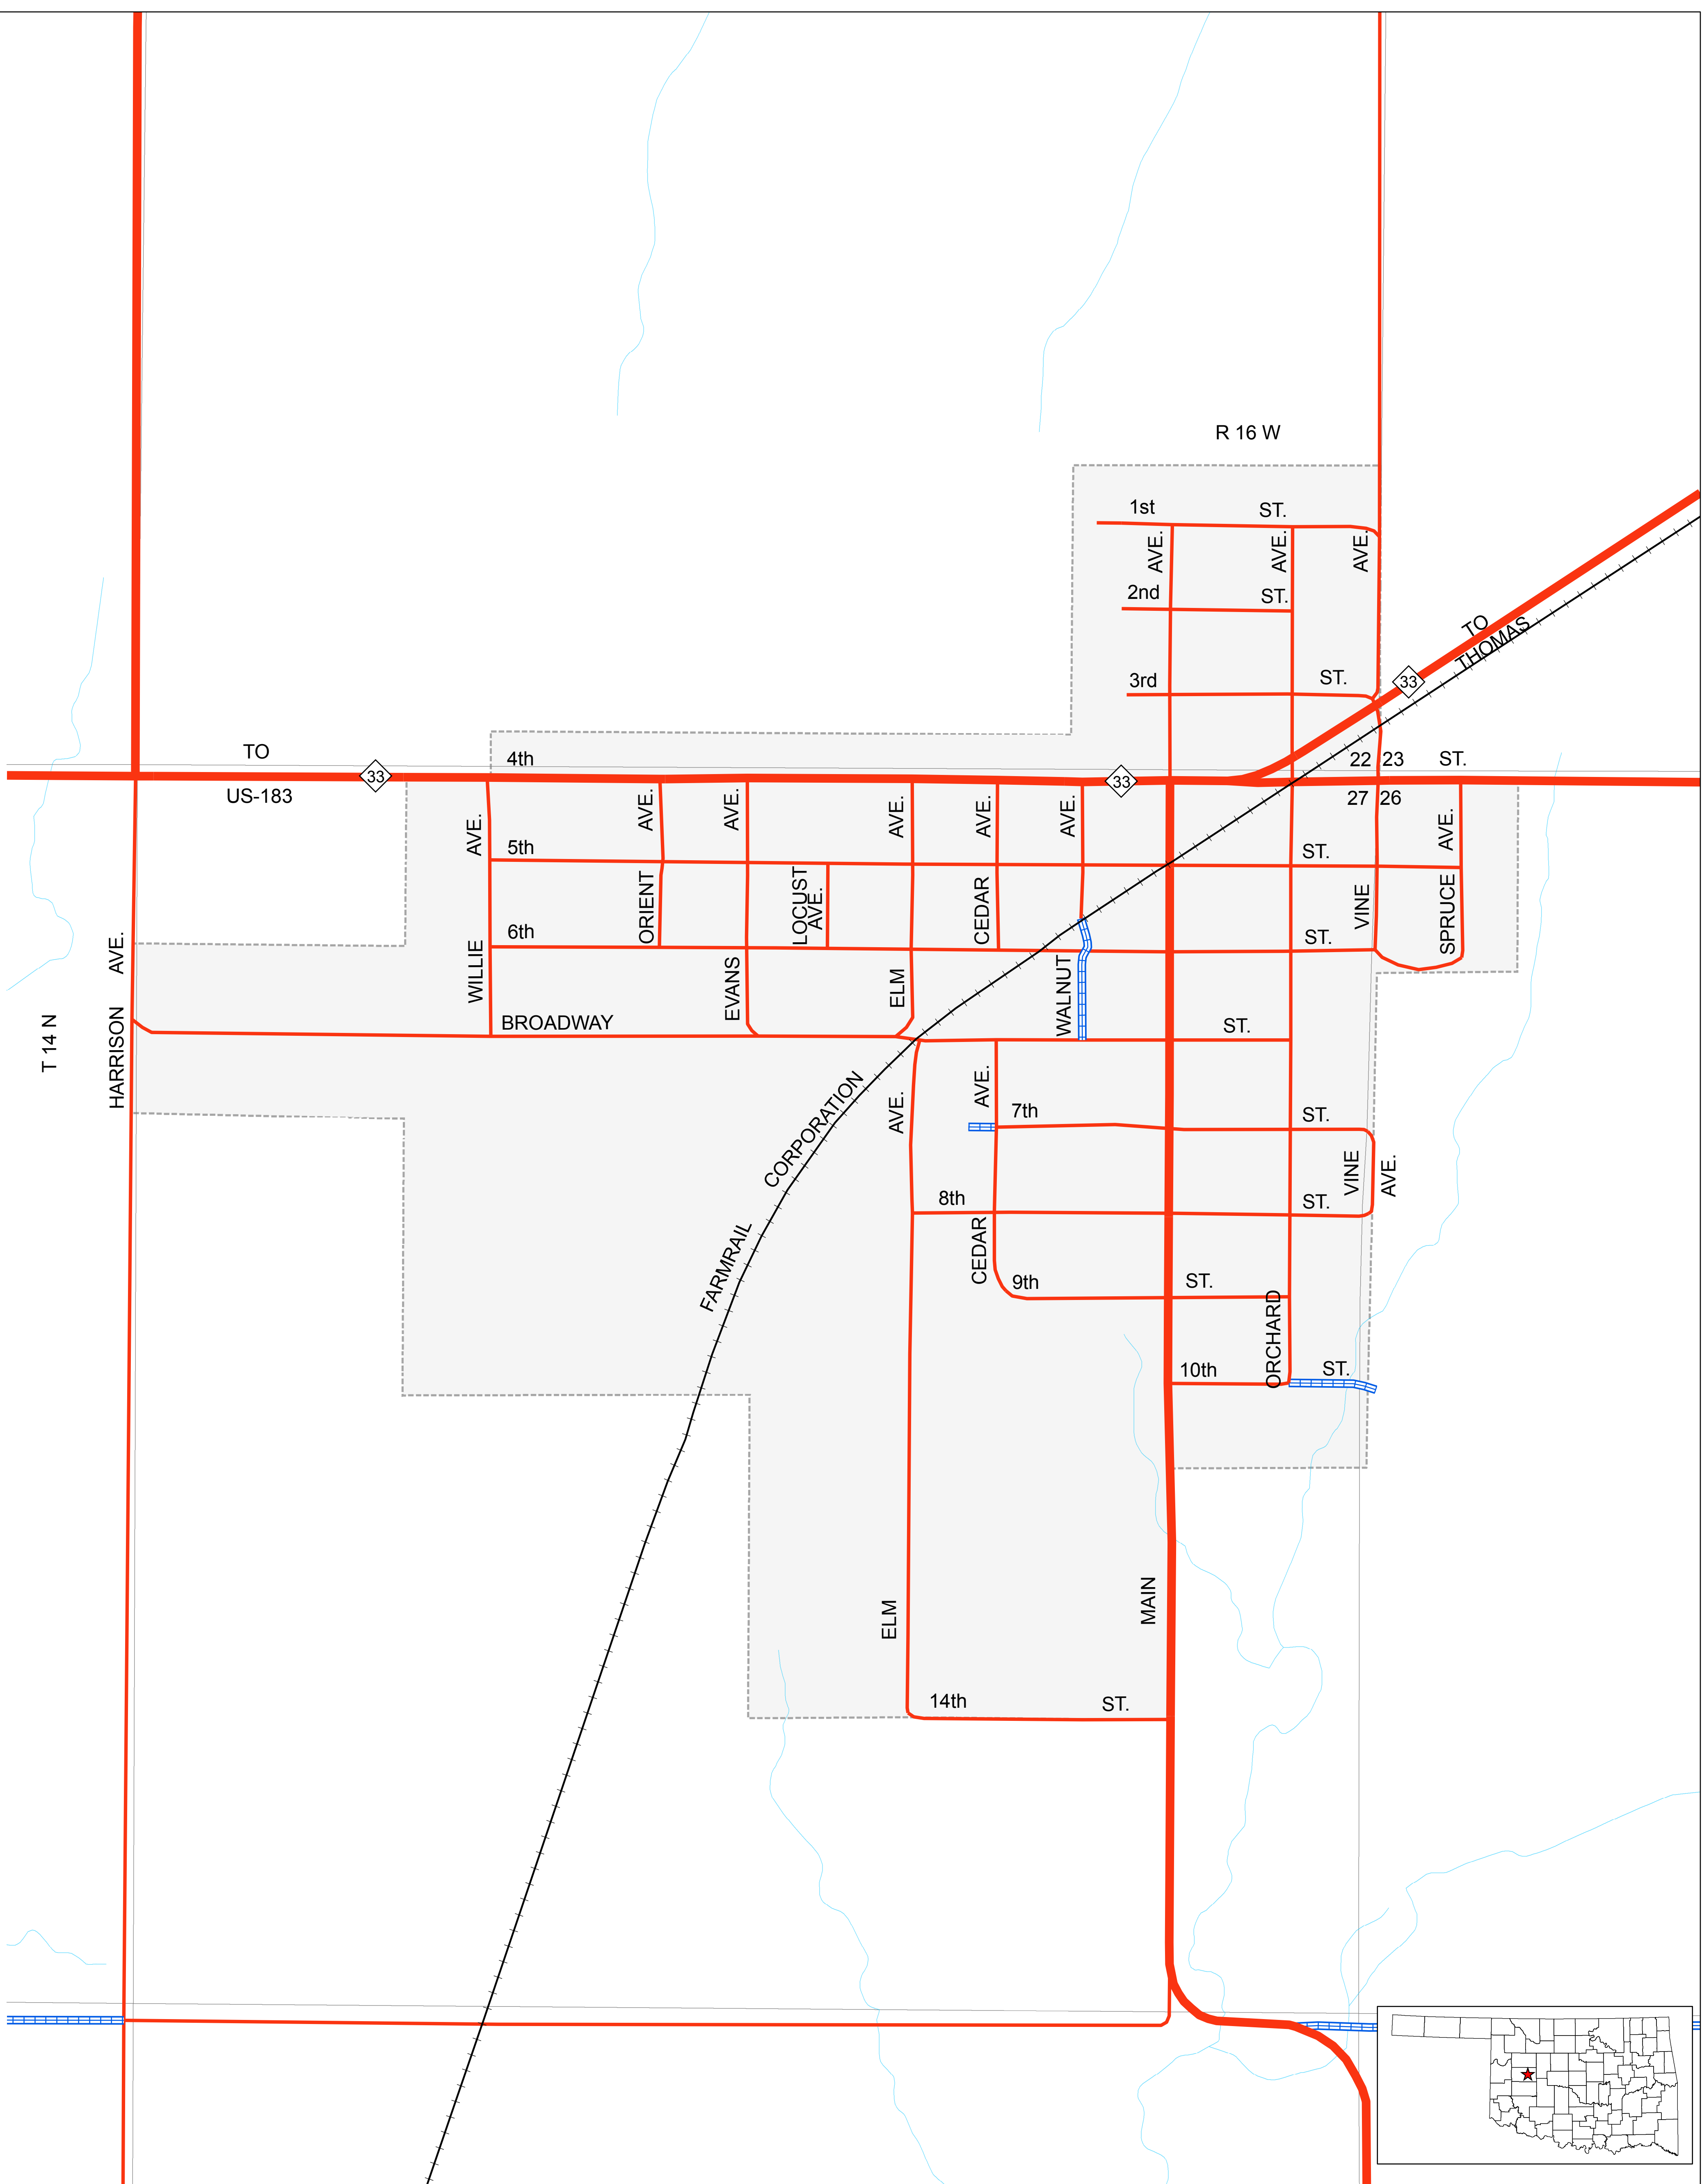 R 16 W
1st ST.
AVE.
AVE.
AVE.
2nd ST.
TO
THOMAS
3rd ST.
33
TO
4th
22 23 ST.
33
33
US-183
27 26
AVE.
AVE.
AVE.
AVE.
AVE.
AVE.
AVE.
5th ST.
ORIENT
LOCUST
AVE.
CEDAR
VINE
SPRUCE
6th ST.
HARRISON AVE.
WILLIE
EVANS
ELM
WALNUT
BROADWAY ST.
T 14 N
CORPORATION
AVE.
AVE.
7th ST.
VINE
AVE.
8th ST.
FARMRAIL
CEDAR
9th ST.
ORCHARD
10th ST.
ELM
MAIN
14th ST.